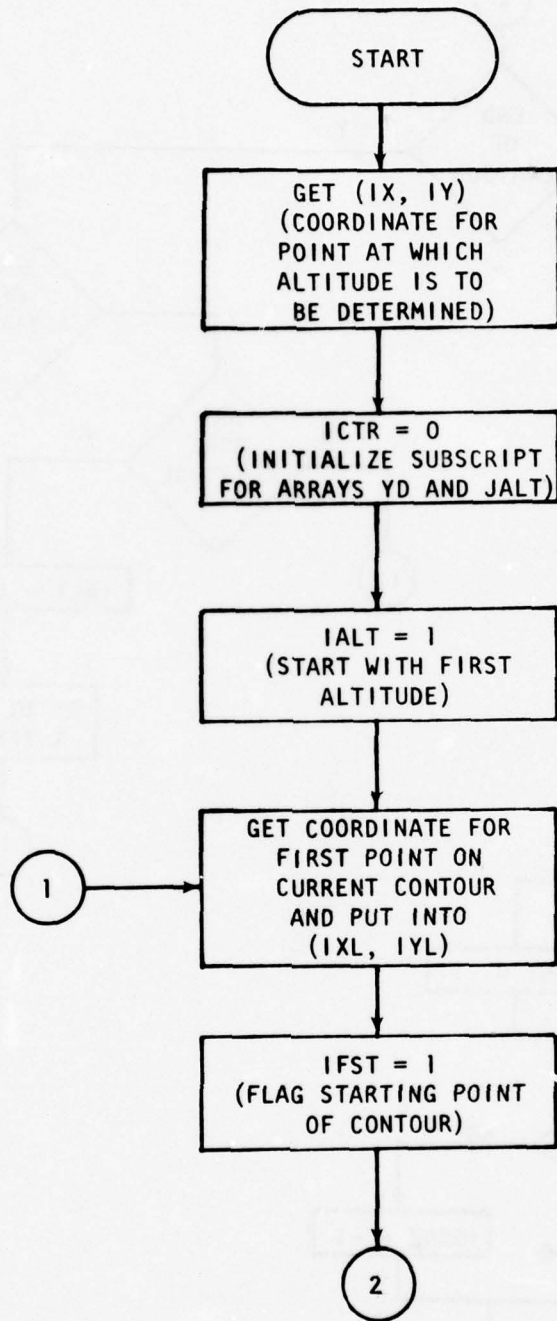 START
GET (IX, IY)
(COORDINATE FOR
POINT AT WHICH
ALTITUDE IS TO
BE DETERMINED)
ICTR = 0
(INITIALIZE SUBSCRIPT
FOR ARRAYS YD AND JALT)
IALT = 1
(START WITH FIRST
ALTITUDE)
1
GET COORDINATE FOR
FIRST POINT ON
CURRENT CONTOUR
AND PUT INTO
(IXL, IYL)
IFST = 1
(FLAG STARTING POINT
OF CONTOUR)
2